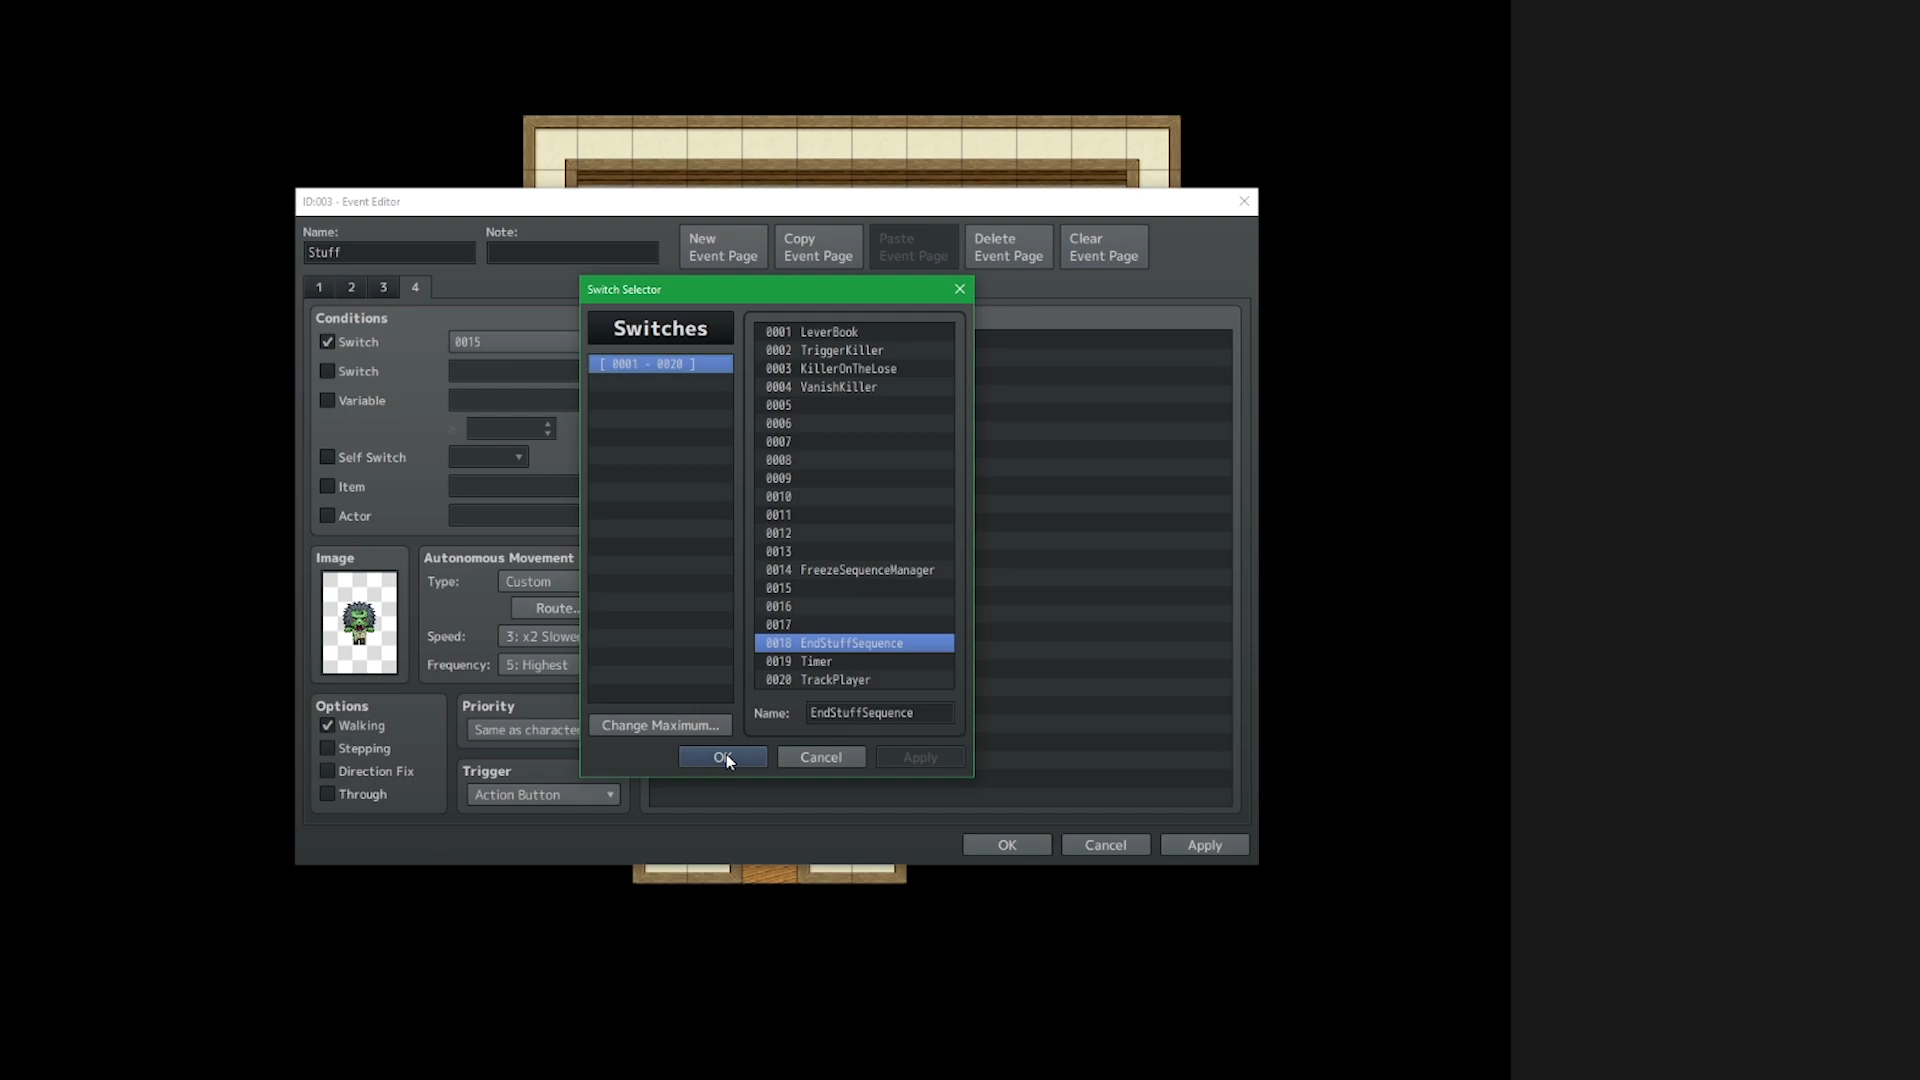 ID:003 - Event Editor
Name:
Note:
Stuff
New
Event Page
Copy
Event Page
Paste
Event Page
Delete
Event Page
Clear
Event Page
1 2 3 4
Conditions
Switch 0015
Switch
Variable
≥
Self Switch
Item
Actor
Image
Autonomous Movement
Type: Custom
Route..
Speed: 3: x2 Slowe
Frequency: 5: Highest
Options
Walking
Stepping
Direction Fix
Through
Priority
Same as characte
Trigger
Action Button
Switch Selector
Switches
[ 0001 - 0020 ]
Change Maximum...
0001 LeverBook
0002 TriggerKiller
0003 KillerOnTheLose
0004 VanishKiller
0005
0006
0007
0008
0009
0010
0011
0012
0013
0014 FreezeSequenceManager
0015
0016
0017
0018 EndStuffSequence
0019 Timer
0020 TrackPlayer
Name: EndStuffSequence
OK Cancel Apply
OK Cancel Apply